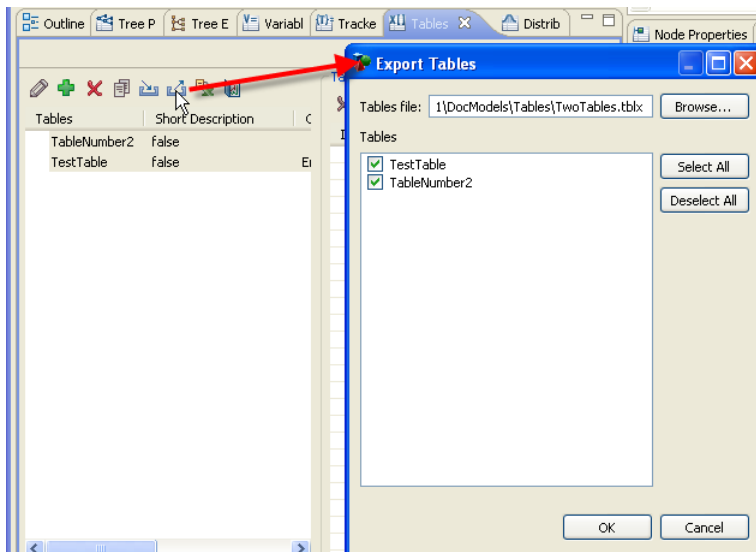 Outline Tree P Tree E Variabl Tracke Tables Distrib
Node Properties
Export Tables
Ta
Tables file: 1\DocModels\Tables\TwoTables.tblx Browse...
Tables Short Description
Tables
TableNumber2 false
TestTable false
TestTable
TableNumber2
Select All
Deselect All
OK Cancel